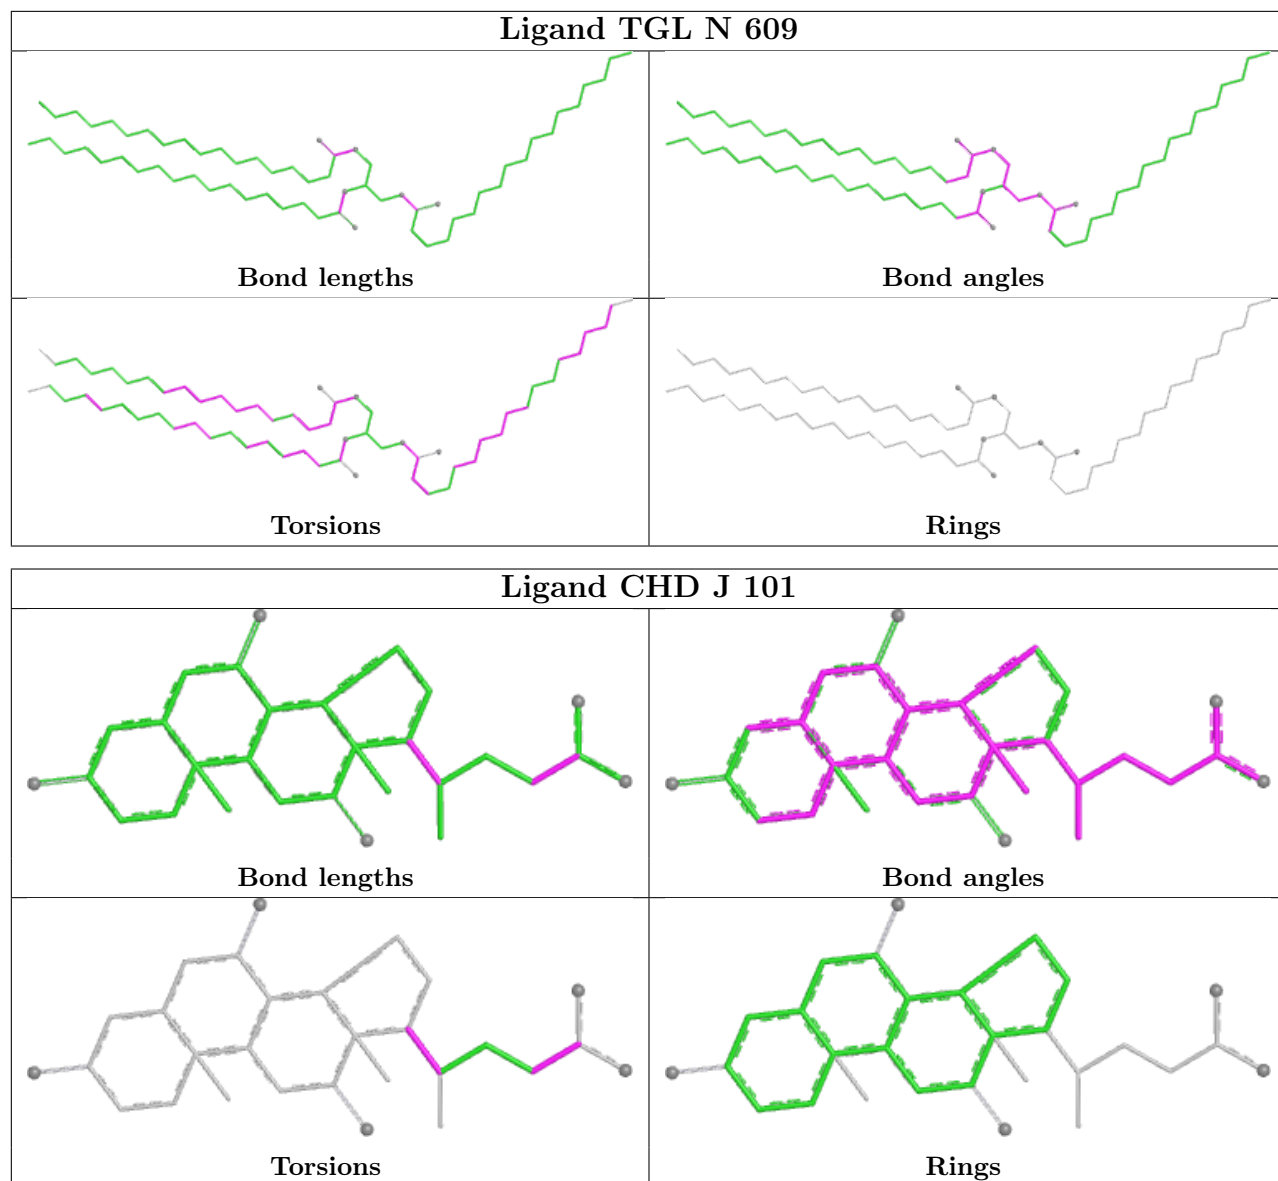 Ligand TGL N 609
Bond lengths
Bond angles
Torsions
Rings
Ligand CHD J 101
Bond lengths
Bond angles
Torsions
Rings